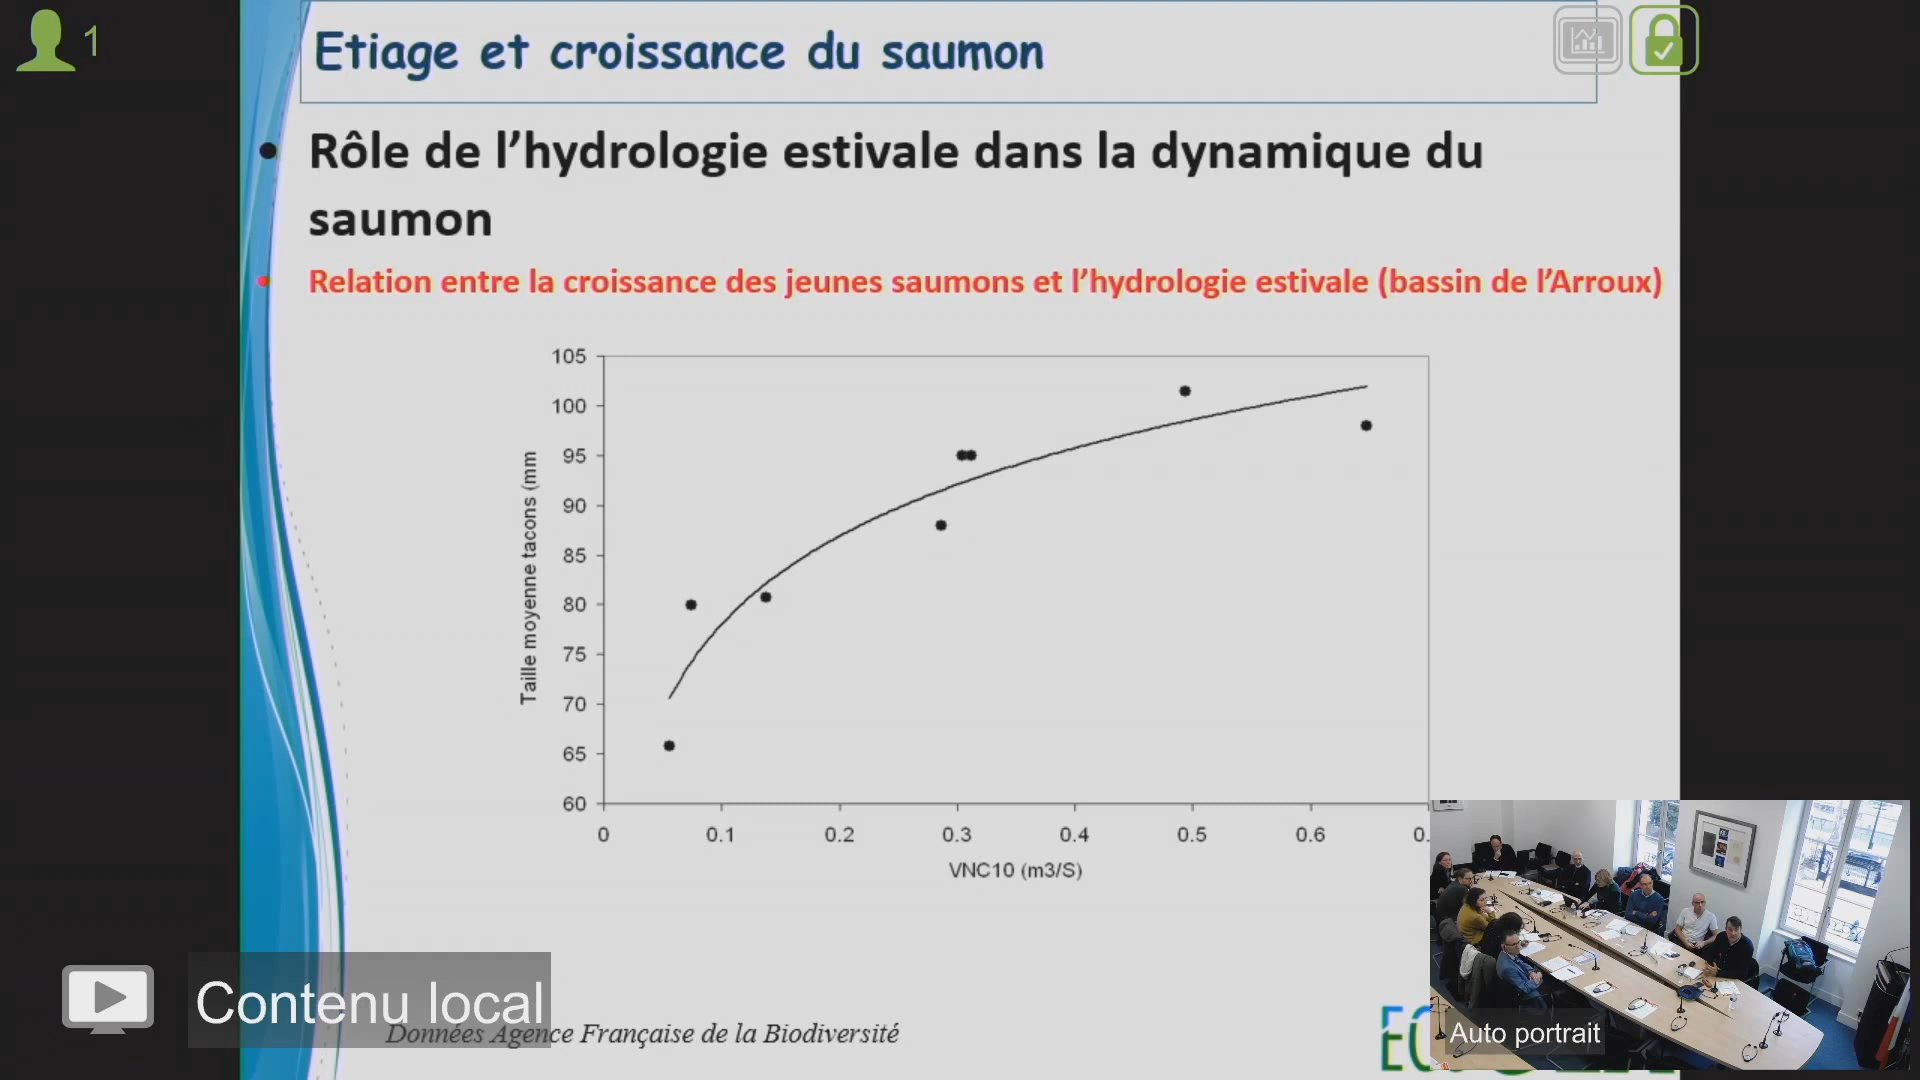 1
Etiage et croissance du saumon
• Rôle de l'hydrologie estivale dans la dynamique du
saumon
• Relation entre la croissance des jeunes saumons et l'hydrologie estivale (bassin de l'Arroux)
105
100
95
90
85
80
75
70
65
60
Taille moyenne tacons (mm
0 0.1 0.2 0.3 0.4 0.5 0.6 0.
VNC10 (m3/S)
Contenu local
Données Agence Française de la Biodiversité
Auto portrait